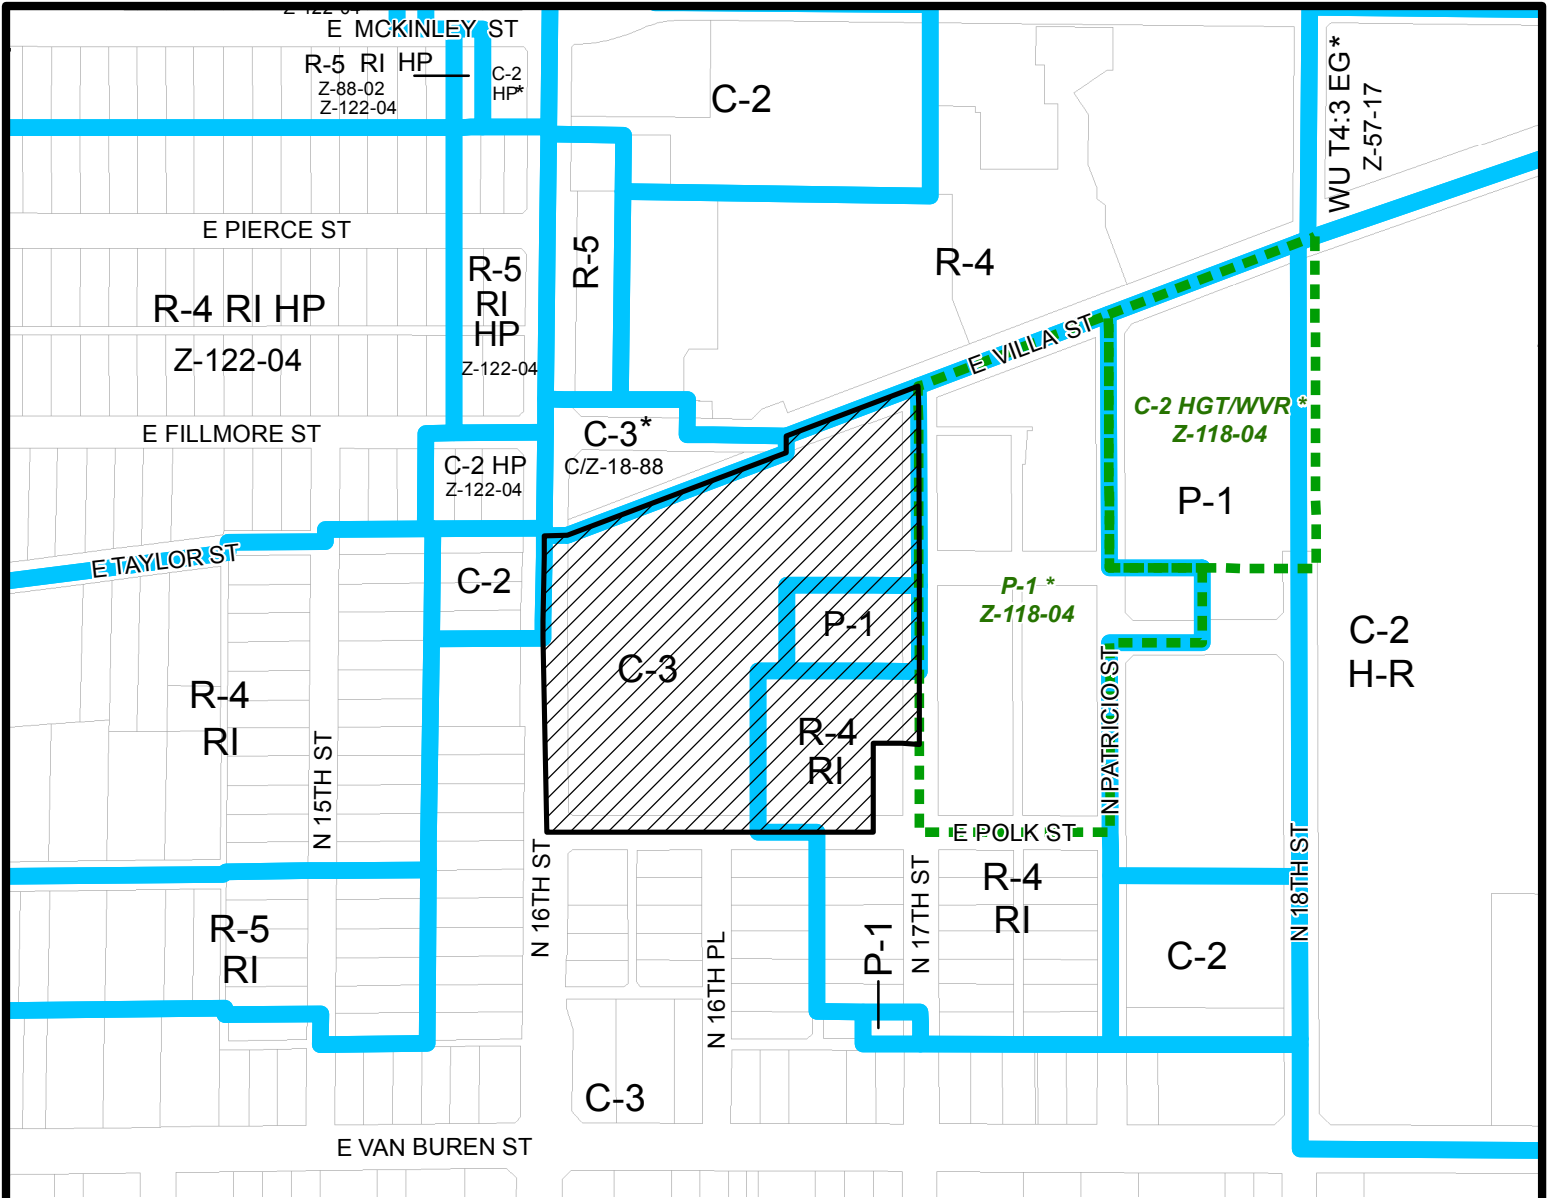 Z-122-04
E MCKINLEY ST
R-5 RI HP
Z-88-02
Z-122-04
C-2
HP*
C-2
WU T4:3 EG*
Z-57-17
E PIERCE ST
R-4 RI HP
Z-122-04
R-5
RI
HP
Z-122-04
R-5
R-4
E VILLA ST
C-2 HGT/WVR *
Z-118-04
P-1
E FILLMORE ST
C-3*
C/Z-18-88
C-2 HP
Z-122-04
E TAYLOR ST
C-2
P-1
P-1 *
Z-118-04
C-3
C-2
H-R
R-4
RI
R-4
RI
N 15TH ST
N PATRICIO ST
E POLK ST
N 16TH ST
N 17TH ST
R-4
RI
N 18TH ST
R-5
RI
N 16TH PL
P-1
C-2
C-3
E VAN BUREN ST